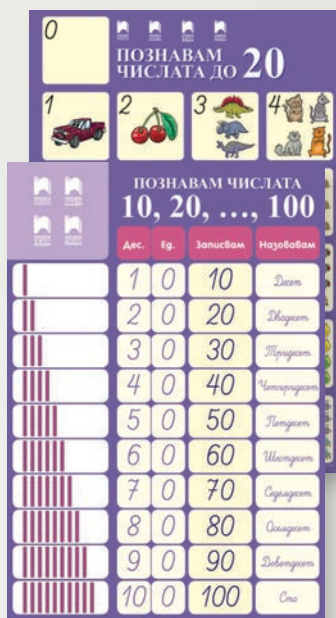 0
ПОЗНАВАМ
ЧИСЛАТА ДО 20
1 2 3 4
ПОЗНАВАМ ЧИСЛАТА
10, 20, ..., 100
Дес. Ед. Записвам Назовавам
1 0 10 Десет
2 0 20 Двадесет
3 0 30 Тридесет
4 0 40 Четиридесет
5 0 50 Петдесет
6 0 60 Шестдесет
7 0 70 Седемдесет
8 0 80 Осемдесет
9 0 90 Деветдесет
10 0 100 Сто